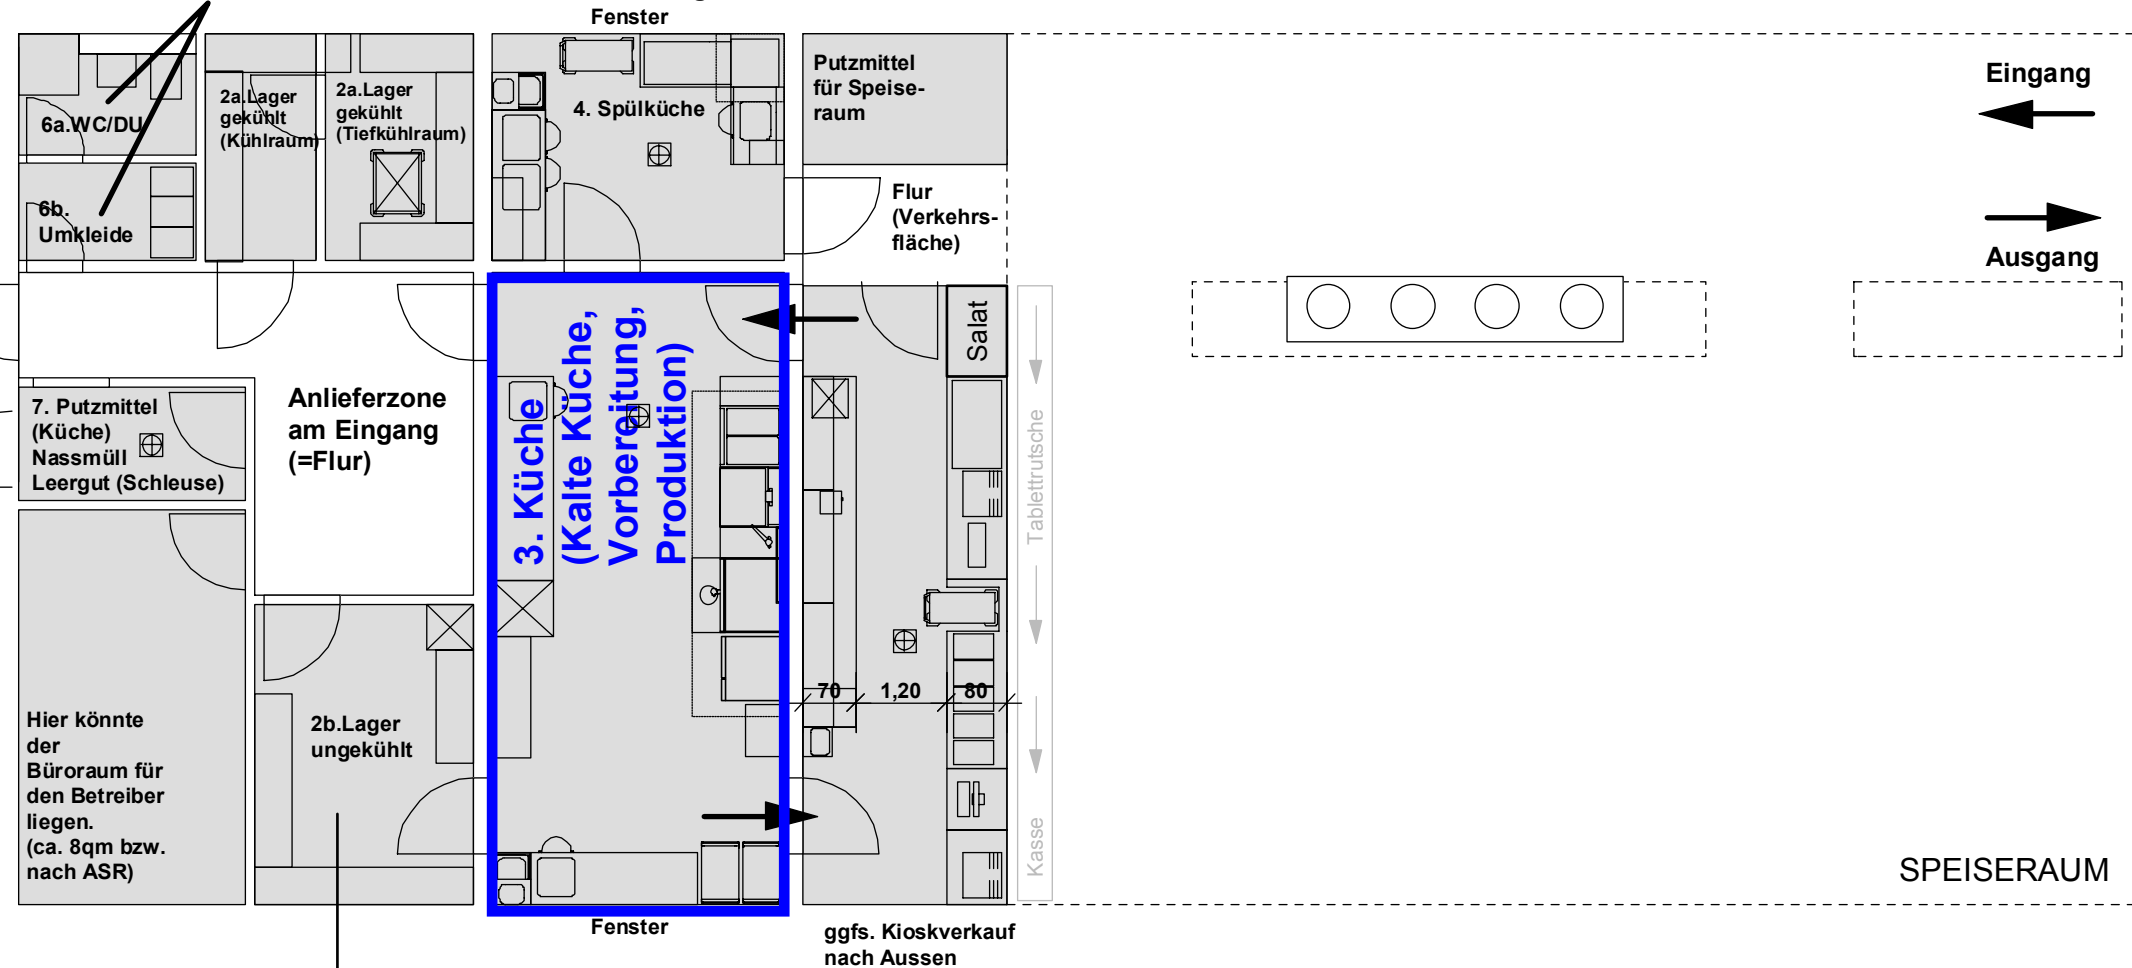 Fenster
Putzmittel
für Speise-
raum
Eingang
2a.Lager
gekühlt
(Kühlraum)
2a.Lager
gekühlt
(Tiefkühlraum)
4. Spülküche
6a.WC/DU
6b.
Umkleide
Flur
(Verkehrs-
fläche)
Ausgang
Salat
3. Küche
(Kalte Küche,
Vorbereitung,
Produktion)
Anlieferzone
am Eingang
(=Flur)
7. Putzmittel
(Küche)
Nassmüll
Leergut (Schleuse)
Tablettrutsche
70
1,20
80
Hier könnte
der
Büroraum für
den Betreiber
liegen.
(ca. 8qm bzw.
nach ASR)
2b.Lager
ungekühlt
Kasse
SPEISERAUM
Fenster
ggfs. Kioskverkauf
nach Aussen